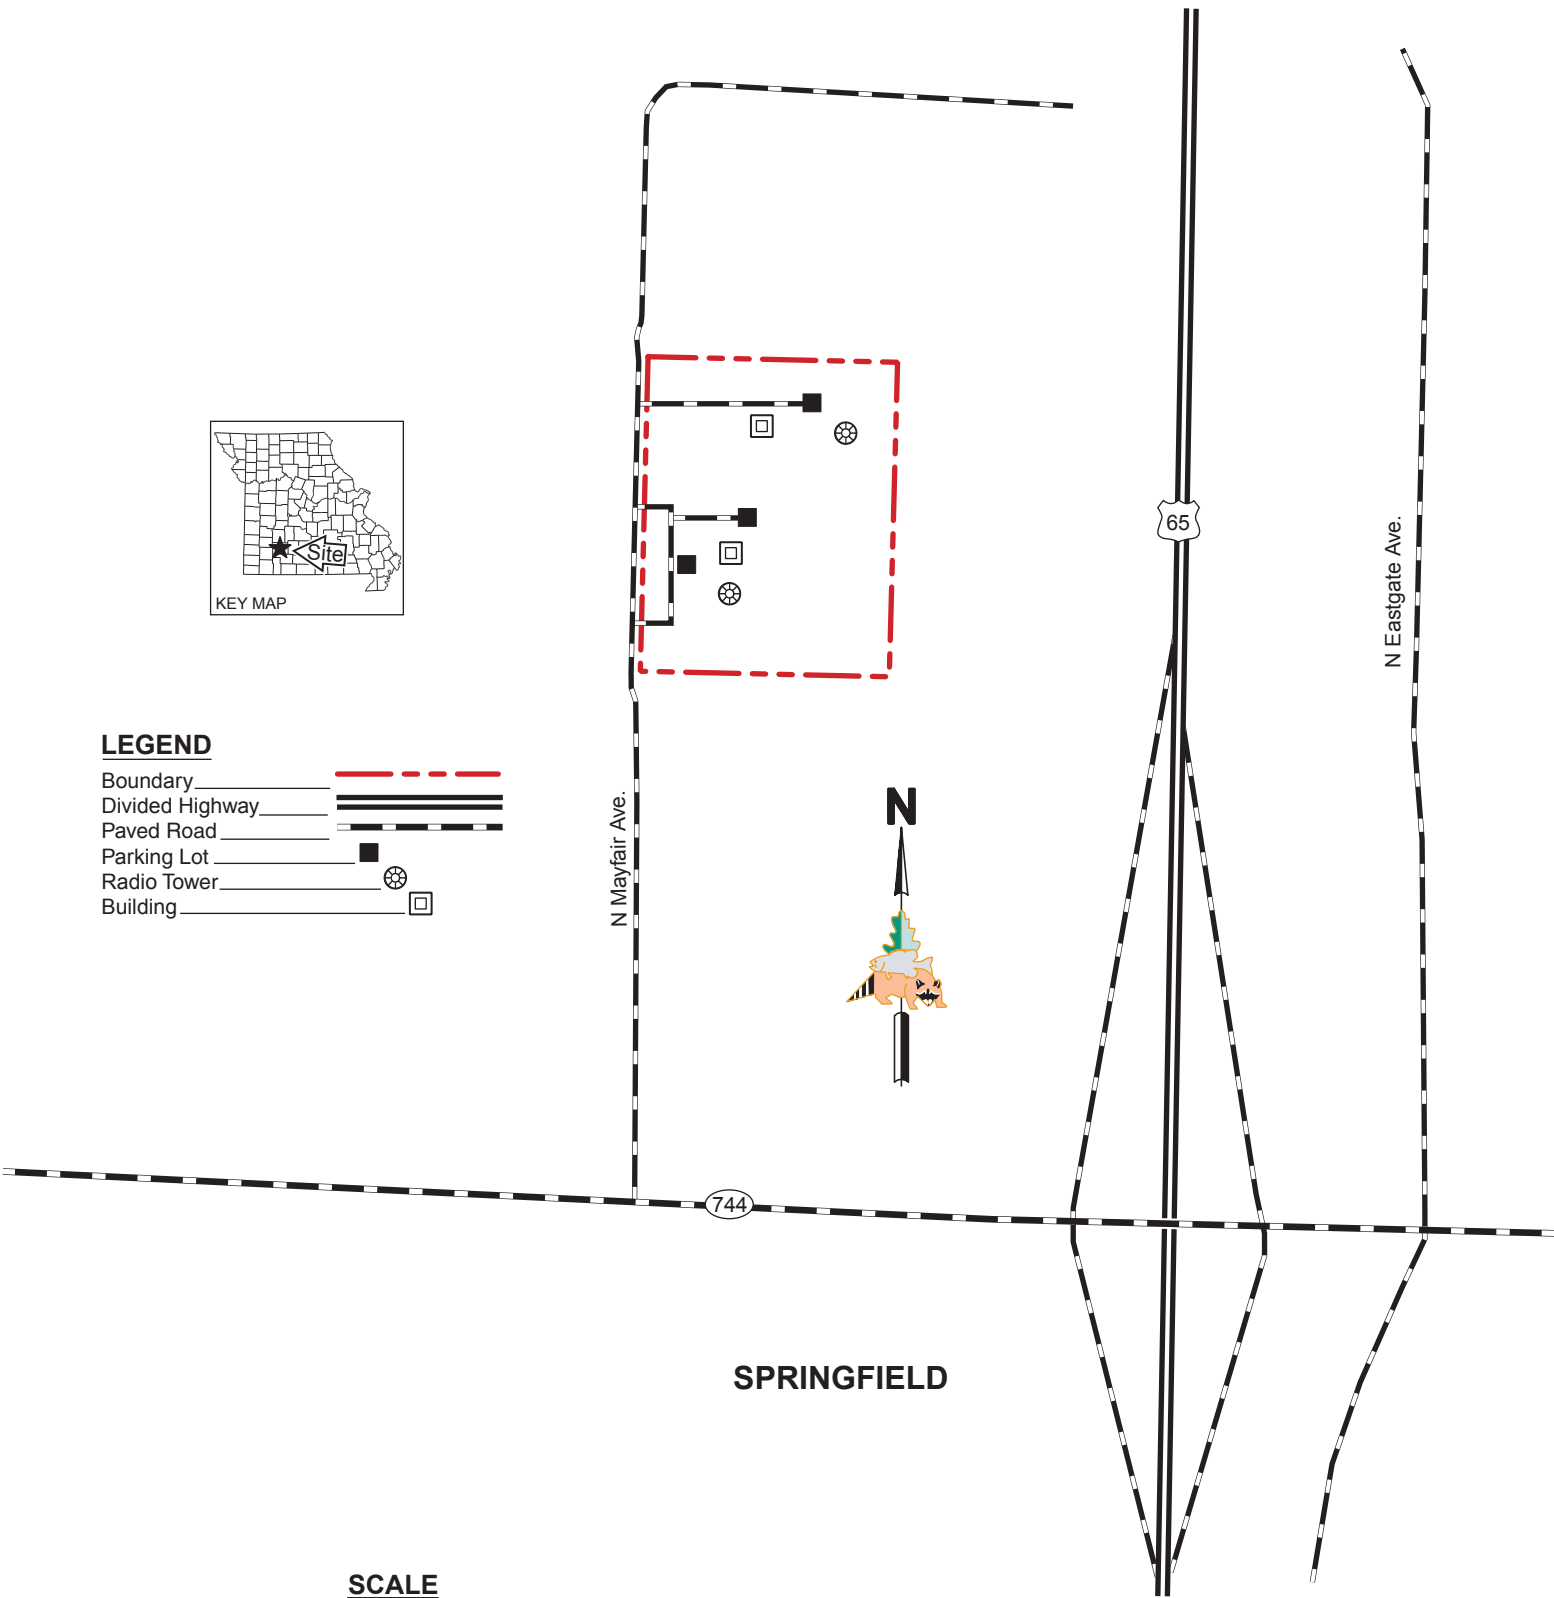 65
N Eastgate Ave.
Site
KEY MAP
LEGEND
Boundary
Divided Highway
Paved Road
Parking Lot
Radio Tower
Building
N Mayfair Ave.
N
744
SPRINGFIELD
SCALE